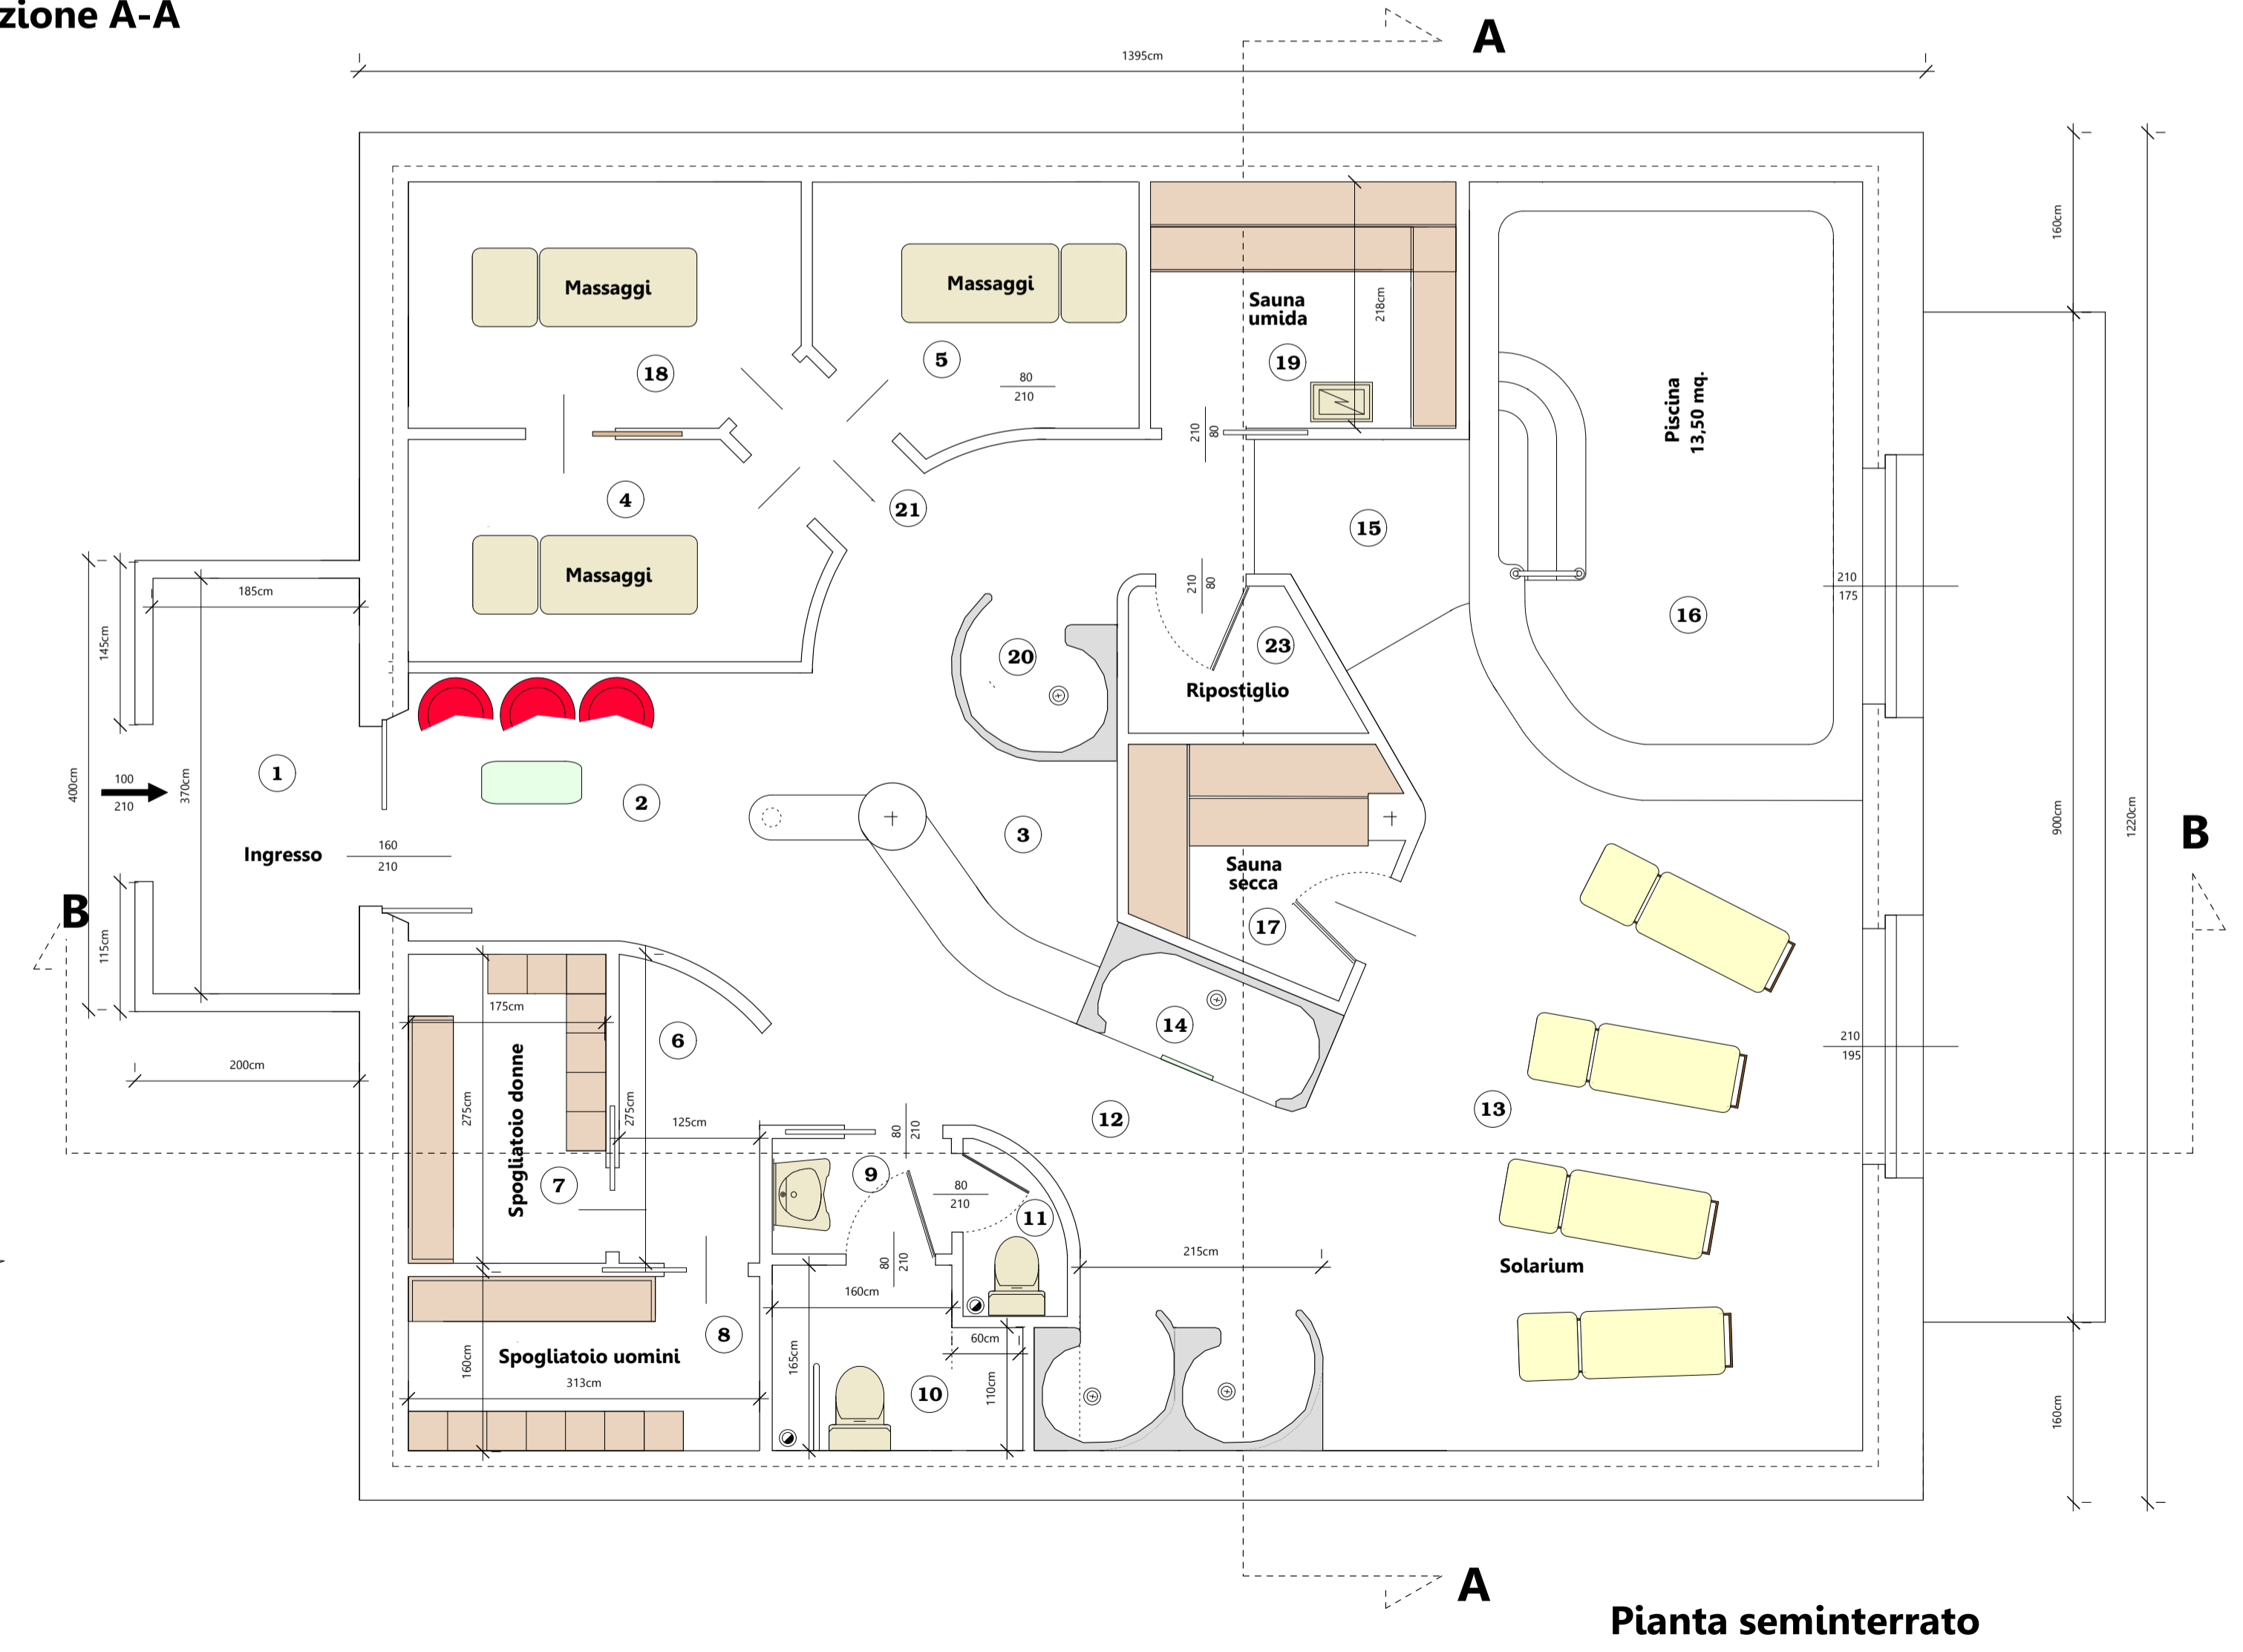 zione A-A
A
1395cm
160cm
Massaggi
Massaggi
Sauna
umida
218cm
18
5
19
80
210
Piscina
13,50 mq.
210
80
4
21
15
Massaggi
210
80
210
175
16
185cm
145cm
20
23
Ripostiglio
1
100
210
400cm
370cm
2
3
900cm
1220cm
B
Ingresso
160
210
Sauna
secca
17
B
115cm
175cm
6
14
200cm
Spogliatoio donne
275cm
275cm
125cm
80
210
12
13
210
195
7
9
80
210
11
80
210
215cm
Solarium
160cm
8
60cm
Spogliatoio uomini
160cm
313cm
165cm
10
110cm
160cm
A
Pianta seminterrato